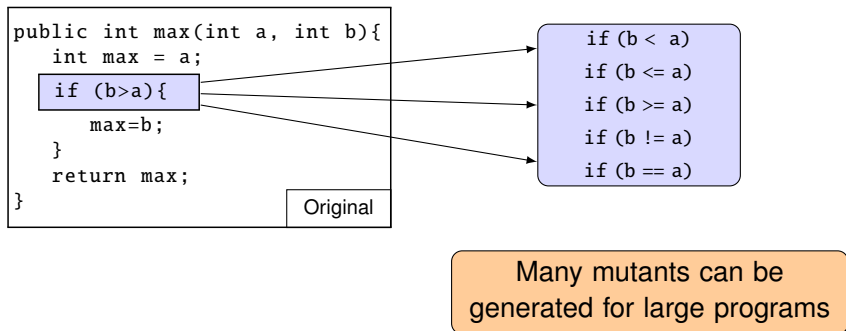 public int max(int a, int b){
int max = a;
if (b>a){
max=b;
}
return max;
}
Original
if (b < a)
if (b <= a)
if (b >= a)
if (b != a)
if (b == a)
Many mutants can be
generated for large programs